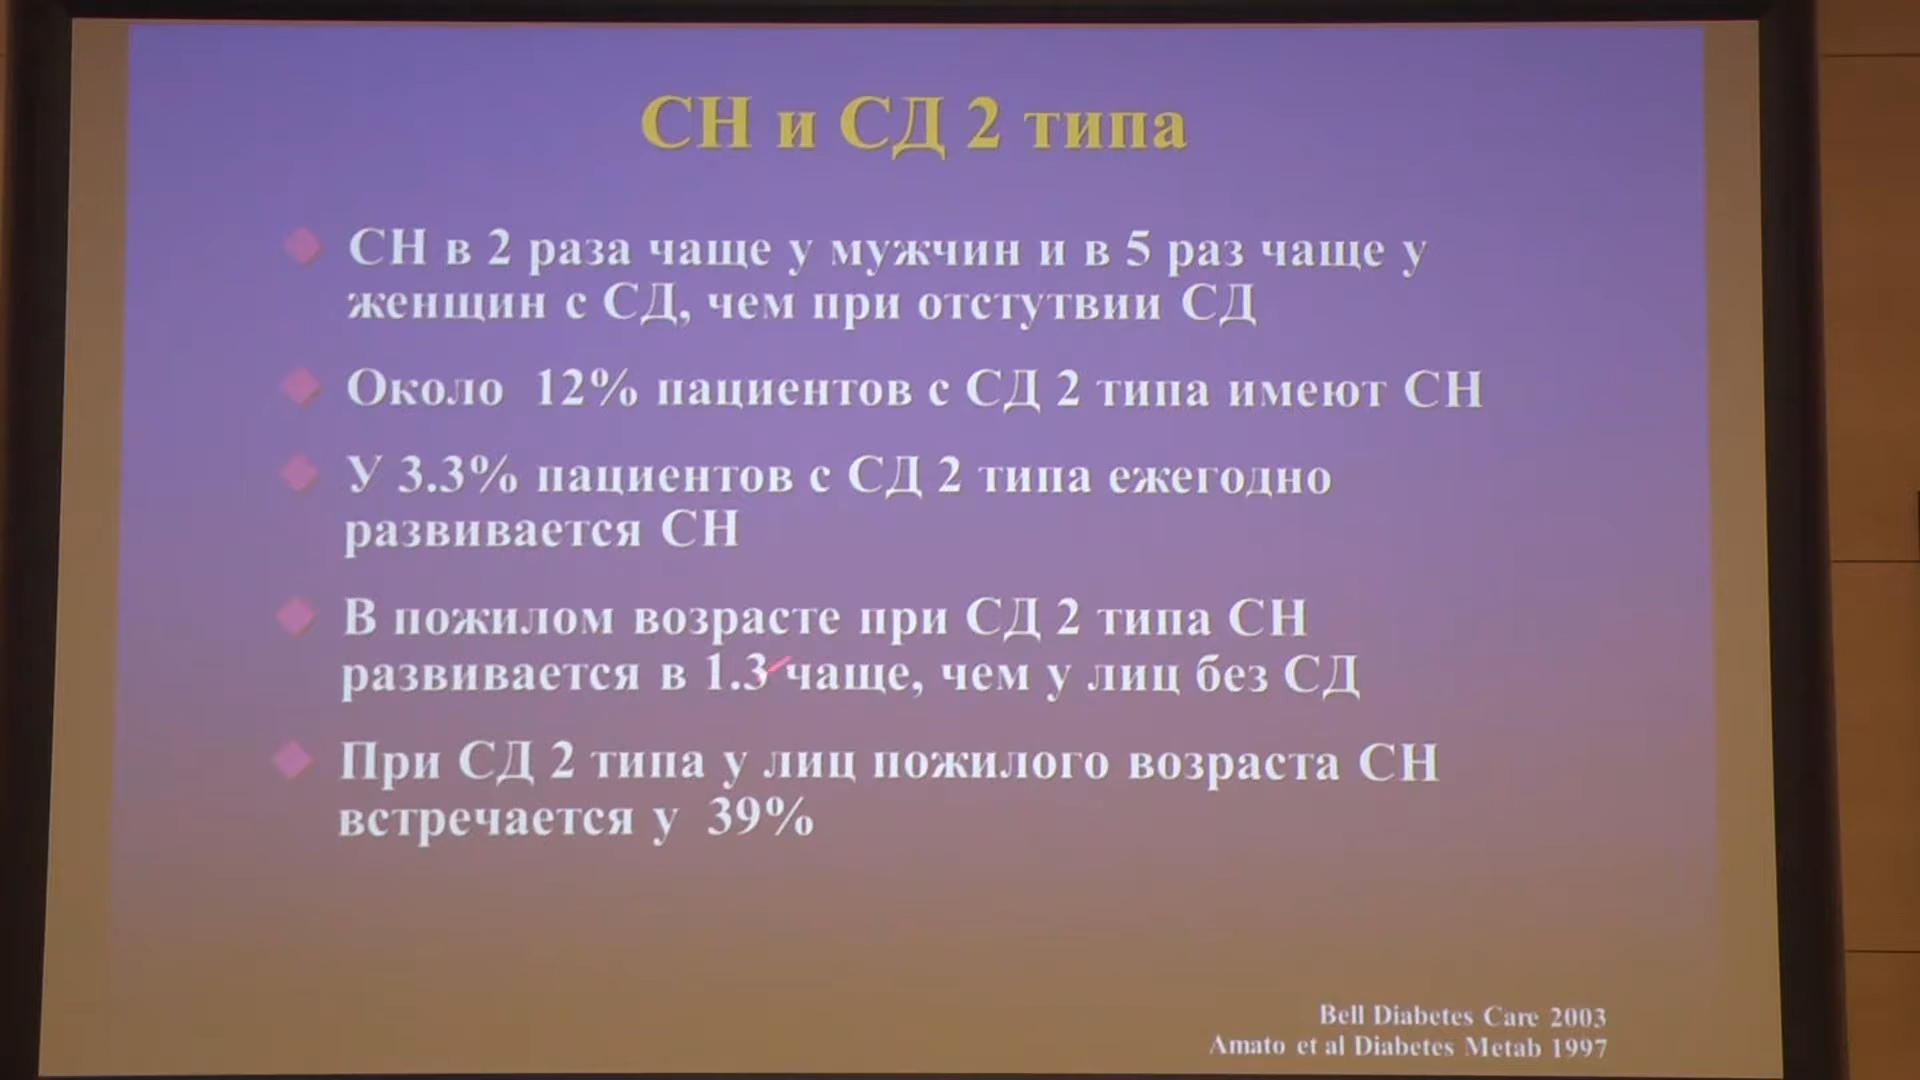 СН и СД 2 типа
СН в 2 раза чаще у мужчин и в 5 раз чаще у
женщин с СД, чем при отстутвии СД
Около 12% пациентов с СД 2 типа имеют СН
У 3.3% пациентов с СД 2 типа ежегодно
развивается СН
В пожилом возрасте при СД 2 типа СН
развивается в 1.3 чаще, чем у лиц без СД
При СД 2 типа у лиц пожилого возраста СН
встречается у 39%
Bell Diabetes Care 2003
Amato et al Diabetes Metab 1997